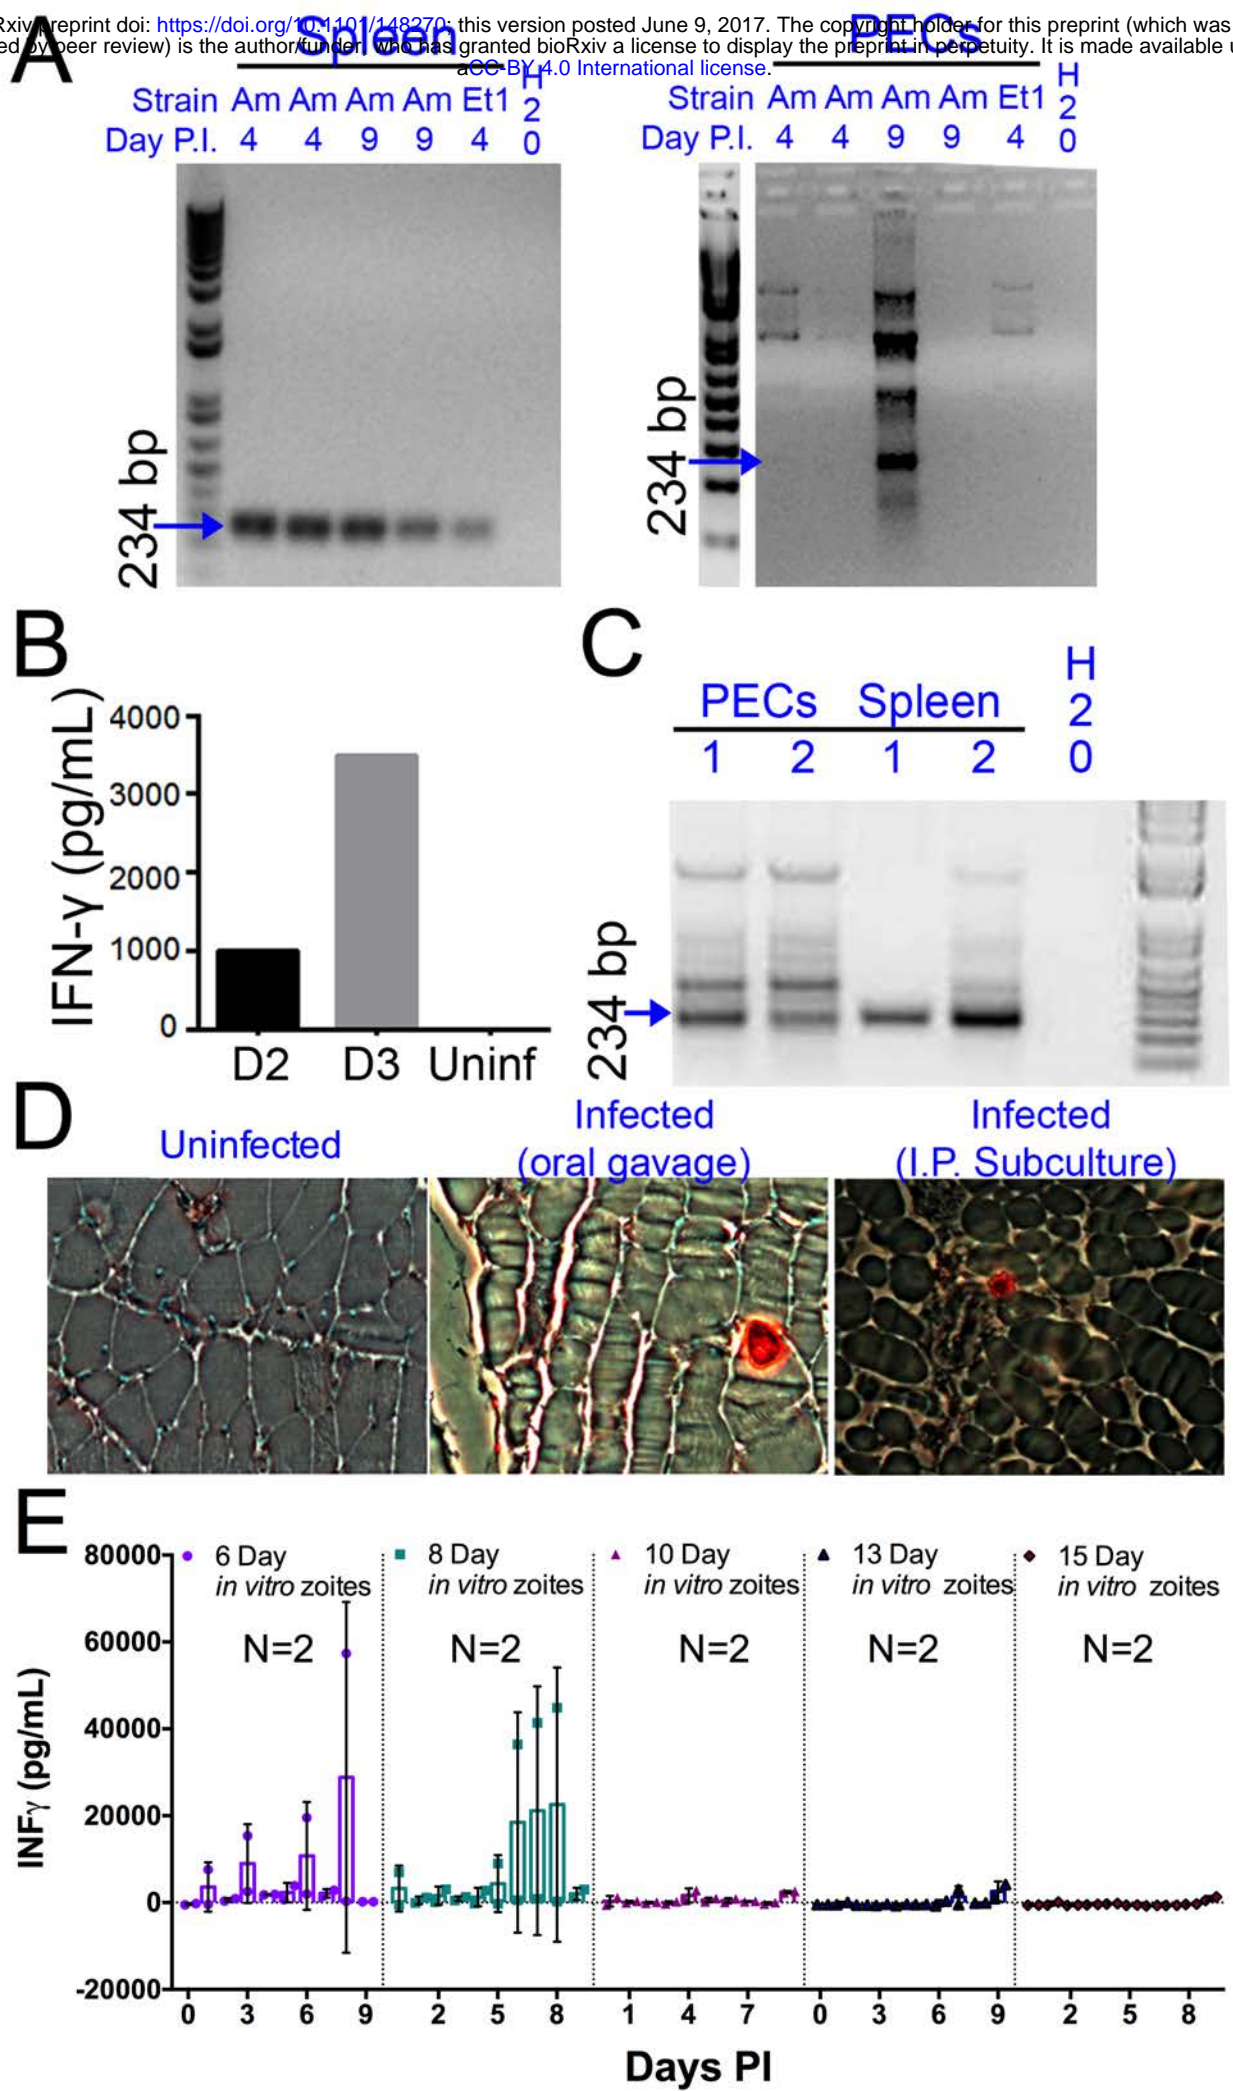 Rxiv preprint doi: https://doi.org/10.1101/148270; this version posted June 9, 2017. The copyright holder for this preprint (which was
ed by peer review) is the author/funder, who has granted bioRxiv a license to display the preprint in perpetuity. It is made available
aCC-BY 4.0 International license.
A
Spleen
Strain Am Am Am Am Et1 H20
Day P.I. 4 4 9 9 4
234 bp
PECs
Strain Am Am Am Am Et1 H20
Day P.I. 4 4 9 9 4
234 bp
B
IFN-γ (pg/mL)
4000
3000
2000
1000
0
D2 D3 Uninf
C
PECs Spleen H20
1 2 1 2
234 bp
D
Uninfected
Infected
(oral gavage)
Infected
(I.P. Subculture)
E
INFγ (pg/mL)
80000
60000
40000
20000
0
-20000
6 Day
in vitro zoites
N=2
8 Day
in vitro zoites
N=2
10 Day
in vitro zoites
N=2
13 Day
in vitro zoites
N=2
15 Day
in vitro zoites
N=2
0 3 6 9 2 5 8 1 4 7 0 3 6 9 2 5 8
Days PI